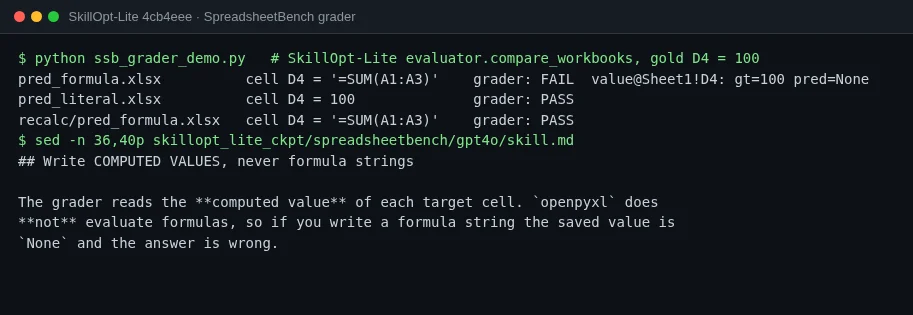 SkillOpt-Lite 4cb4eee · SpreadsheetBench grader
$ python ssb_grader_demo.py   # SkillOpt-Lite evaluator.compare_workbooks, gold D4 = 100
pred_formula.xlsx          cell D4 = '=SUM(A1:A3)'    grader: FAIL  value@Sheet1!D4: gt=100 pred=None
pred_literal.xlsx          cell D4 = 100              grader: PASS
recalc/pred_formula.xlsx   cell D4 = '=SUM(A1:A3)'    grader: PASS
$ sed -n 36,40p skillopt_lite_ckpt/spreadsheetbench/gpt4o/skill.md
## Write COMPUTED VALUES, never formula strings
The grader reads the **computed value** of each target cell. `openpyxl` does
**not** evaluate formulas, so if you write a formula string the saved value is
`None` and the answer is wrong.